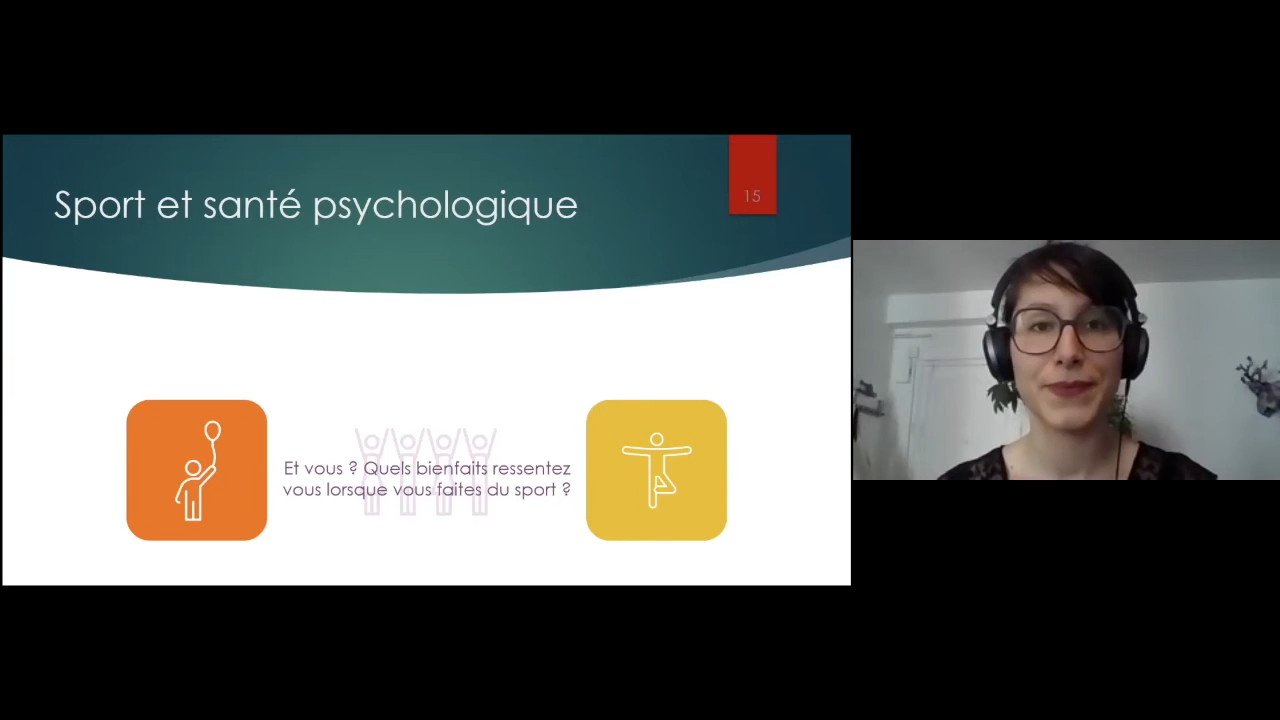 Sport et santé psychologique
15
Et vous ? Quels bienfaits ressentez
vous lorsque vous faites du sport ?